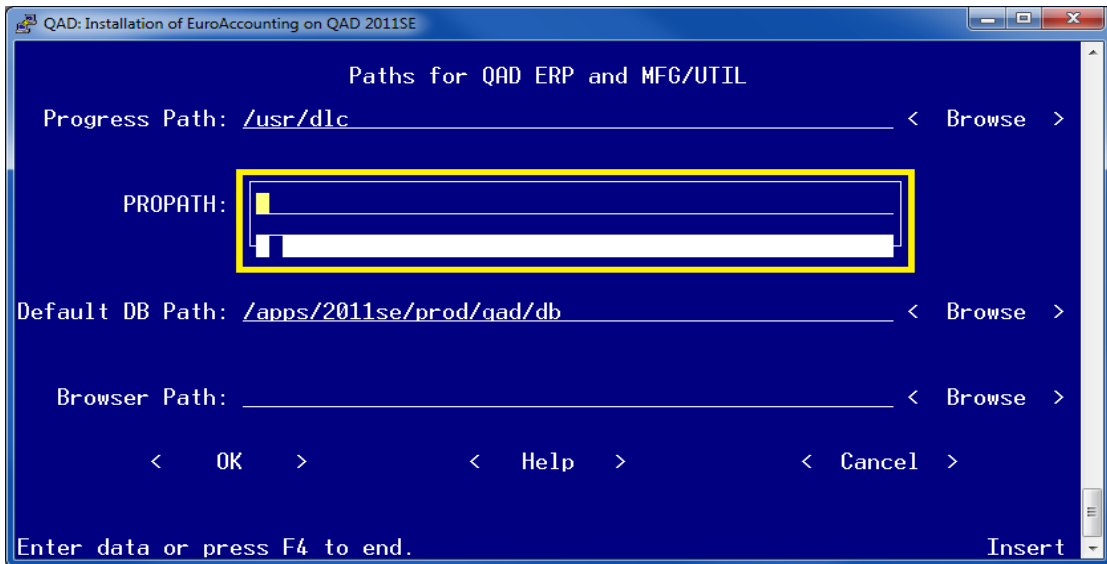 QAD: Installation of EuroAccounting on QAD 2011SE
Paths for QAD ERP and MFG/UTIL
Progress Path: /usr/dlc < Browse >
PROPATH:
Default DB Path: /apps/2011se/prod/qad/db < Browse >
Browser Path: < Browse >
< OK > < Help > < Cancel >
Enter data or press F4 to end. Insert